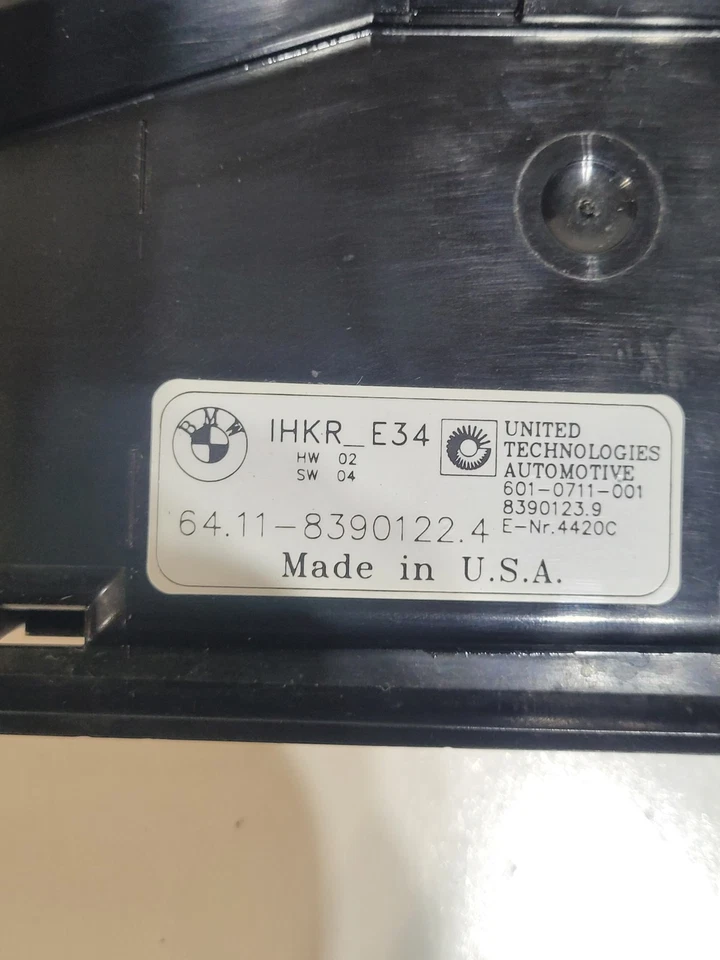 BMW
IHKR_E34
HW 02
SW 04
UNITED
TECHNOLOGIES
AUTOMOTIVE
601-0711-001
8390123.9
E-Nr.4420C
64.11-8390122.4
Made in U.S.A.